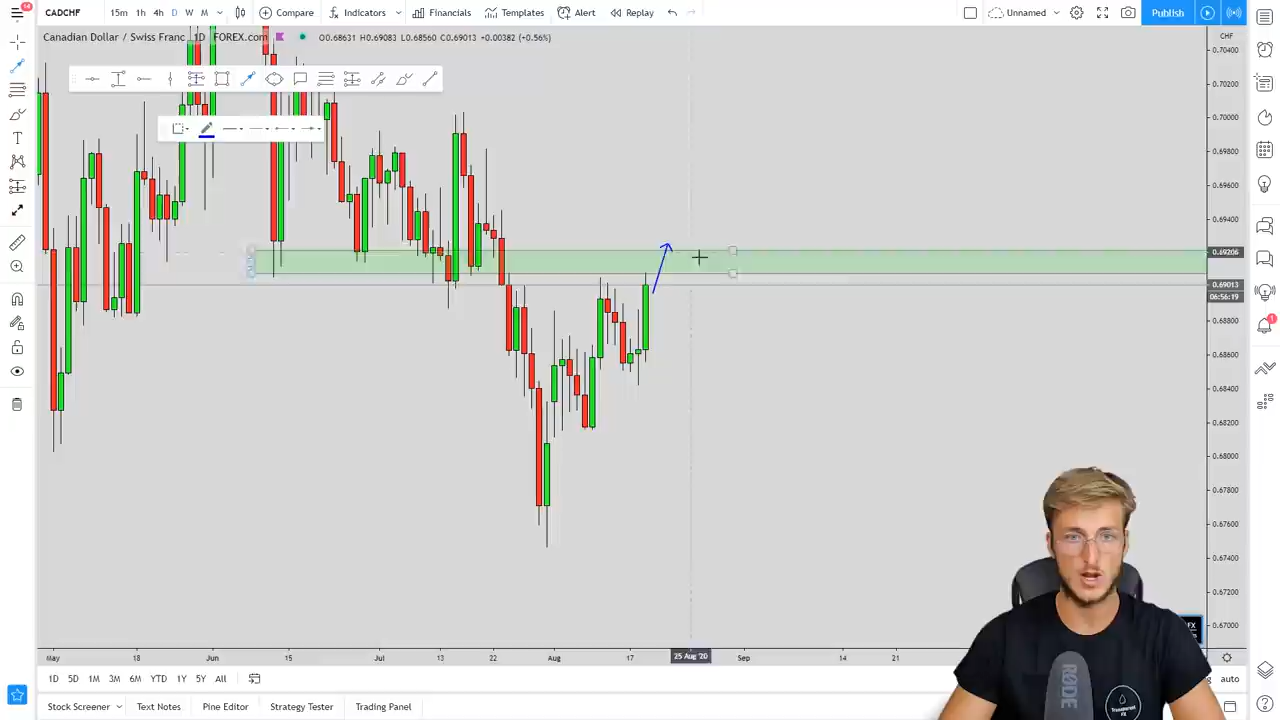 CADCHF 15m 1h 4h D W M Compare Indicators Financials Templates Alert Replay Unnamed Publish
Canadian Dollar / Swiss Franc 1D FOREX.com O0.68631 H0.69083 L0.68560 C0.69013 +0.00382 (+0.56%)
CHF
0.70400
0.70200
0.70000
0.69800
0.69600
0.69400
0.69206
0.69013
06:56:19
0.68800
0.68600
0.68400
0.68200
0.68000
0.67800
0.67600
0.67400
0.67200
0.67000
1
FX
RØDE
Transparent
FX
May 18 Jun 15 Jul 13 22 Aug 17 25 Aug '20 Sep 14 21
1D 5D 1M 3M 6M YTD 1Y 5Y All auto
Stock Screener Text Notes Pine Editor Strategy Tester Trading Panel